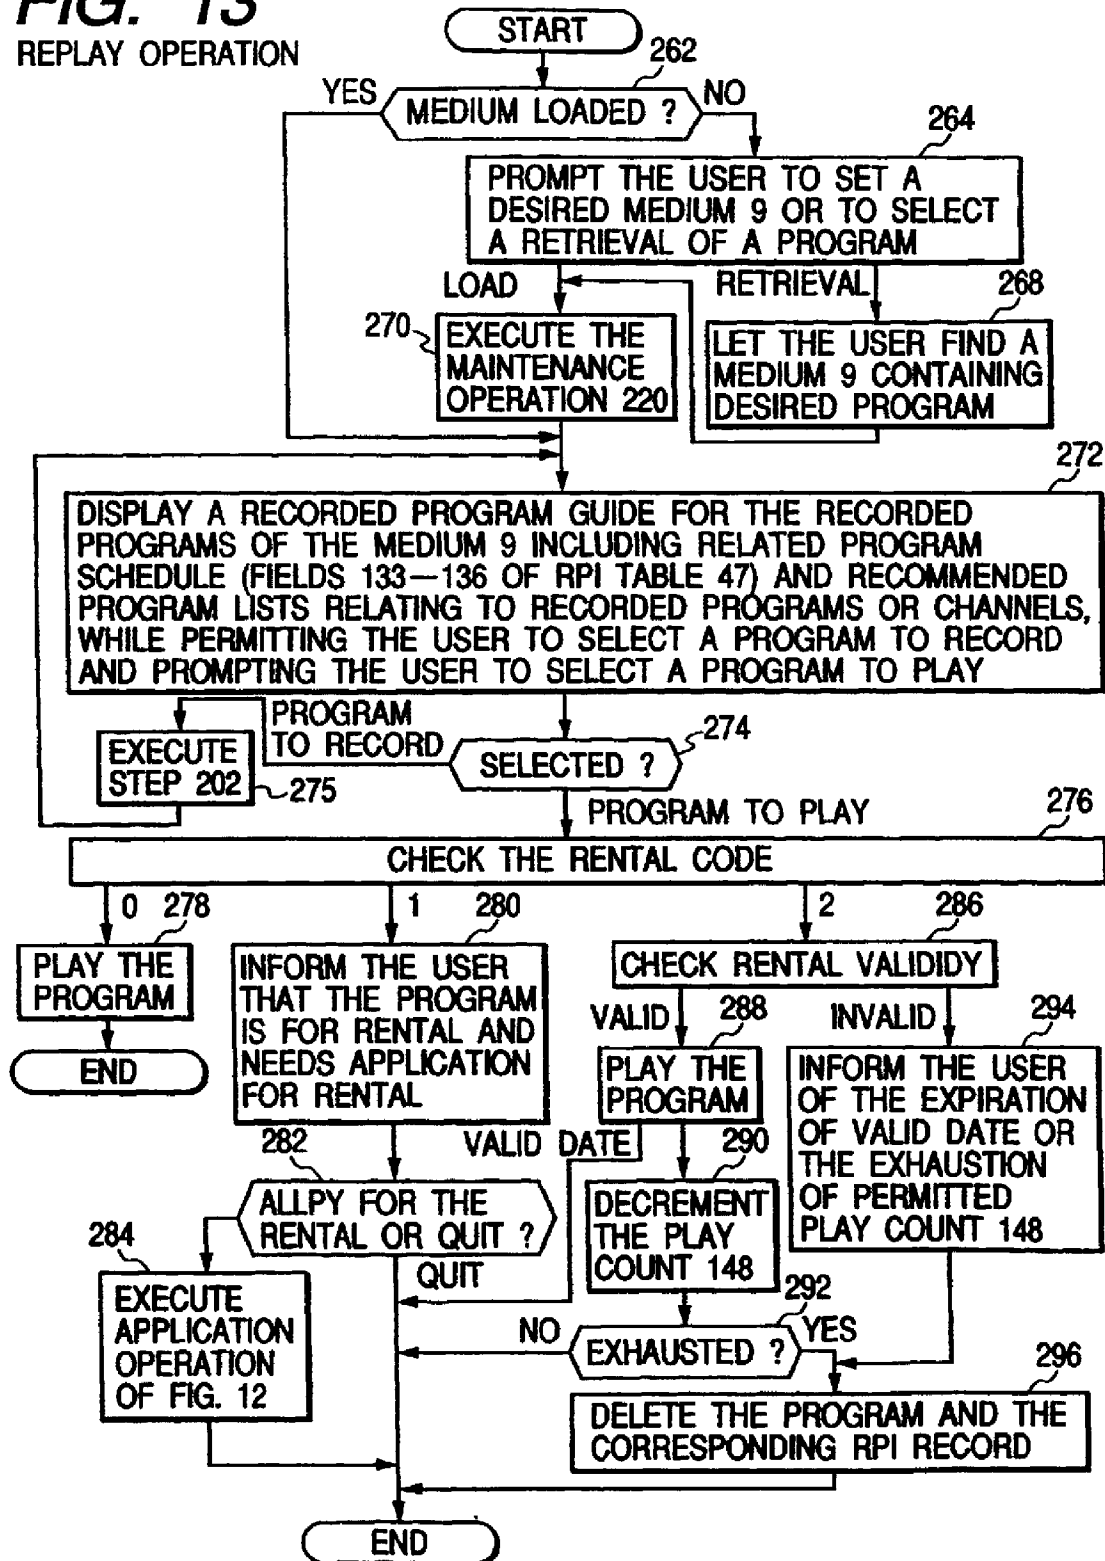 FIG. 13
REPLAY OPERATION
START
262
YES
MEDIUM LOADED ?
NO
264
PROMPT THE USER TO SET A
DESIRED MEDIUM 9 OR TO SELECT
A RETRIEVAL OF A PROGRAM
LOAD
RETRIEVAL
268
270
EXECUTE THE
MAINTENANCE
OPERATION 220
LET THE USER FIND A
MEDIUM 9 CONTAINING
DESIRED PROGRAM
272
DISPLAY A RECORDED PROGRAM GUIDE FOR THE RECORDED
PROGRAMS OF THE MEDIUM 9 INCLUDING RELATED PROGRAM
SCHEDULE (FIELDS 133—136 OF RPI TABLE 47) AND RECOMMENDED
PROGRAM LISTS RELATING TO RECORDED PROGRAMS OR CHANNELS,
WHILE PERMITTING THE USER TO SELECT A PROGRAM TO RECORD
AND PROMPTING THE USER TO SELECT A PROGRAM TO PLAY
PROGRAM
TO RECORD
274
SELECTED ?
EXECUTE
STEP 202
275
PROGRAM TO PLAY
276
CHECK THE RENTAL CODE
0
278
1
280
2
286
PLAY THE
PROGRAM
END
INFORM THE USER
THAT THE PROGRAM
IS FOR RENTAL AND
NEEDS APPLICATION
FOR RENTAL
CHECK RENTAL VALIDIDY
VALID
288
INVALID
294
PLAY THE
PROGRAM
INFORM THE USER
OF THE EXPIRATION
OF VALID DATE OR
THE EXHAUSTION
OF PERMITTED
PLAY COUNT 148
282
VALID DATE
290
ALLPY FOR THE
RENTAL OR QUIT ?
DECREMENT
THE PLAY
COUNT 148
284
QUIT
EXECUTE
APPLICATION
OPERATION
OF FIG. 12
292
NO
EXHAUSTED ?
YES
296
DELETE THE PROGRAM AND THE
CORRESPONDING RPI RECORD
END